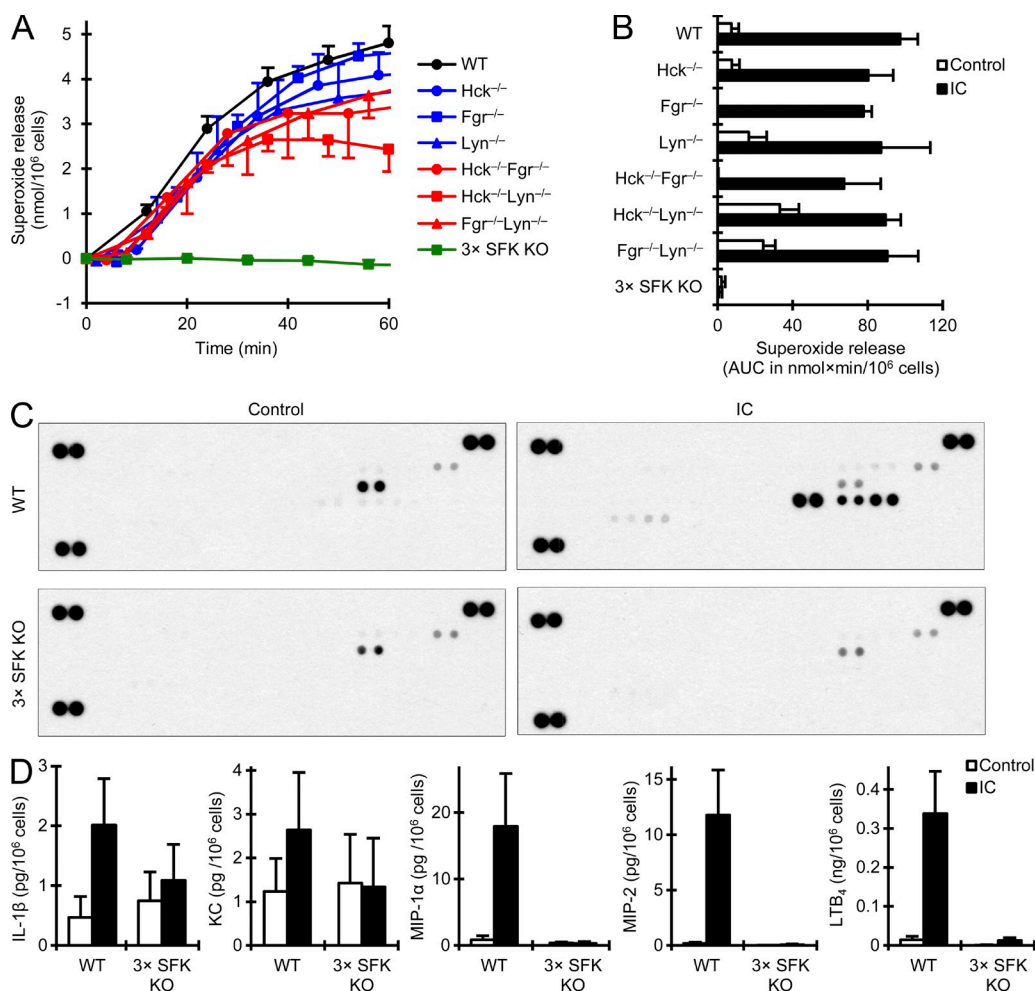 A
Superoxide release
(nmol/10⁶ cells)
5
4
3
2
1
0
-1
0
20
40
60
Time (min)
WT
Hck⁻/⁻
Fgr⁻/⁻
Lyn⁻/⁻
Hck⁻/⁻Fgr⁻/⁻
Hck⁻/⁻Lyn⁻/⁻
Fgr⁻/⁻Lyn⁻/⁻
3× SFK KO
B
WT
Hck⁻/⁻
Fgr⁻/⁻
Lyn⁻/⁻
Hck⁻/⁻Fgr⁻/⁻
Hck⁻/⁻Lyn⁻/⁻
Fgr⁻/⁻Lyn⁻/⁻
3× SFK KO
Control
IC
0
40
80
120
Superoxide release
(AUC in nmol×min/10⁶ cells)
C
Control
IC
WT
3× SFK KO
D
IL-1β (pg/10⁶ cells)
3
2
1
0
WT
3× SFK
KO
KC (pg /10⁶ cells)
4
3
2
1
0
WT
3× SFK
KO
MIP-1α (pg /10⁶ cells)
20
10
0
WT
3× SFK
KO
MIP-2 (pg/10⁶ cells)
15
10
5
0
WT
3× SFK
KO
LTB₄ (ng/10⁶ cells)
0.4
0.3
0.2
0.1
0
WT
3× SFK
KO
Control
IC